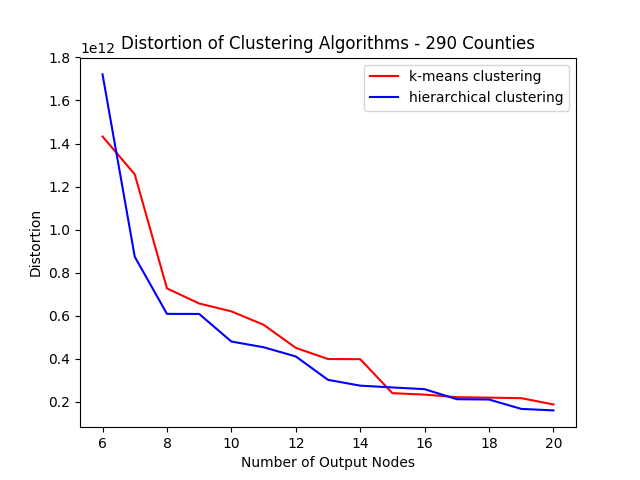 Distortion of Clustering Algorithms - 290 Counties
1e12
k-means clustering
hierarchical clustering
1.8
1.6
1.4
1.2
1.0
0.8
0.6
0.4
0.2
Distortion
6 8 10 12 14 16 18 20
Number of Output Nodes